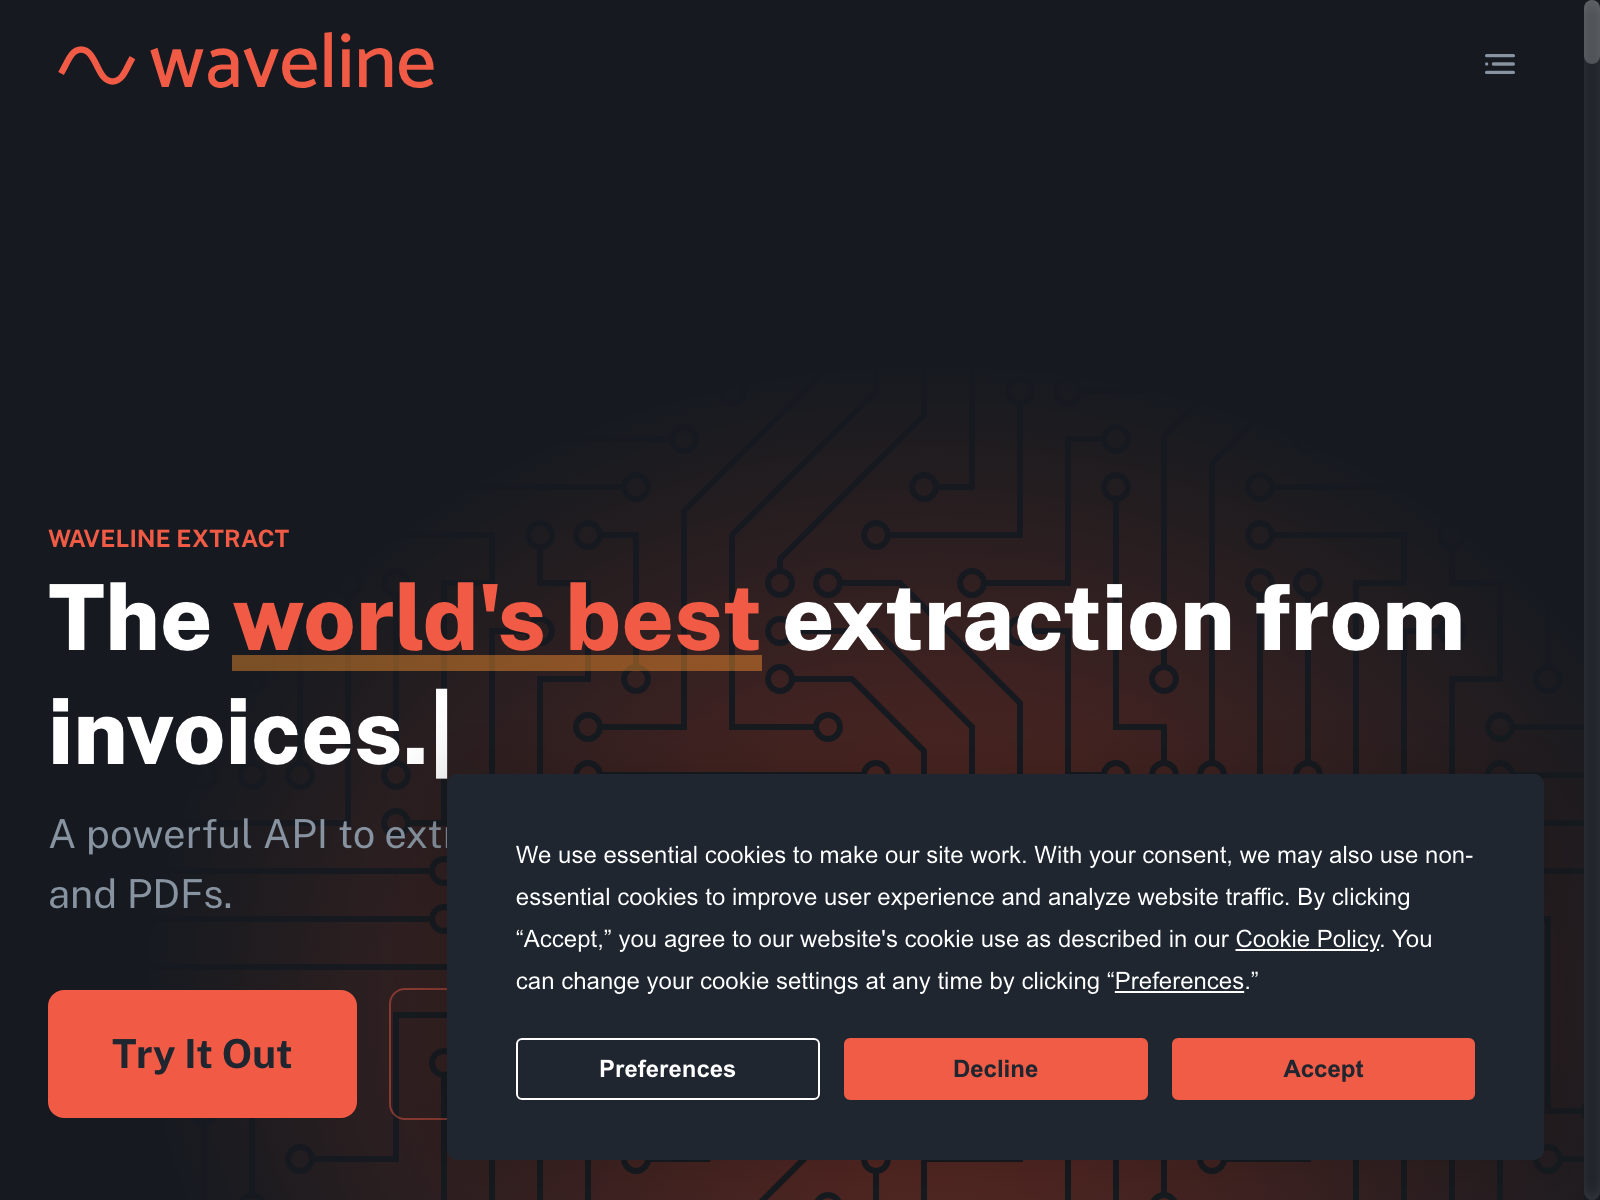 waveline
WAVELINE EXTRACT
The world's best extraction from
invoices.
A powerful API to
and PDFs.
Try It Out
We use essential cookies to make our site work. With your consent, we may also use non-
essential cookies to improve user experience and analyze website traffic. By clicking
“Accept,” you agree to our website's cookie use as described in our Cookie Policy. You
can change your cookie settings at any time by clicking “Preferences.”
Preferences
Decline
Accept